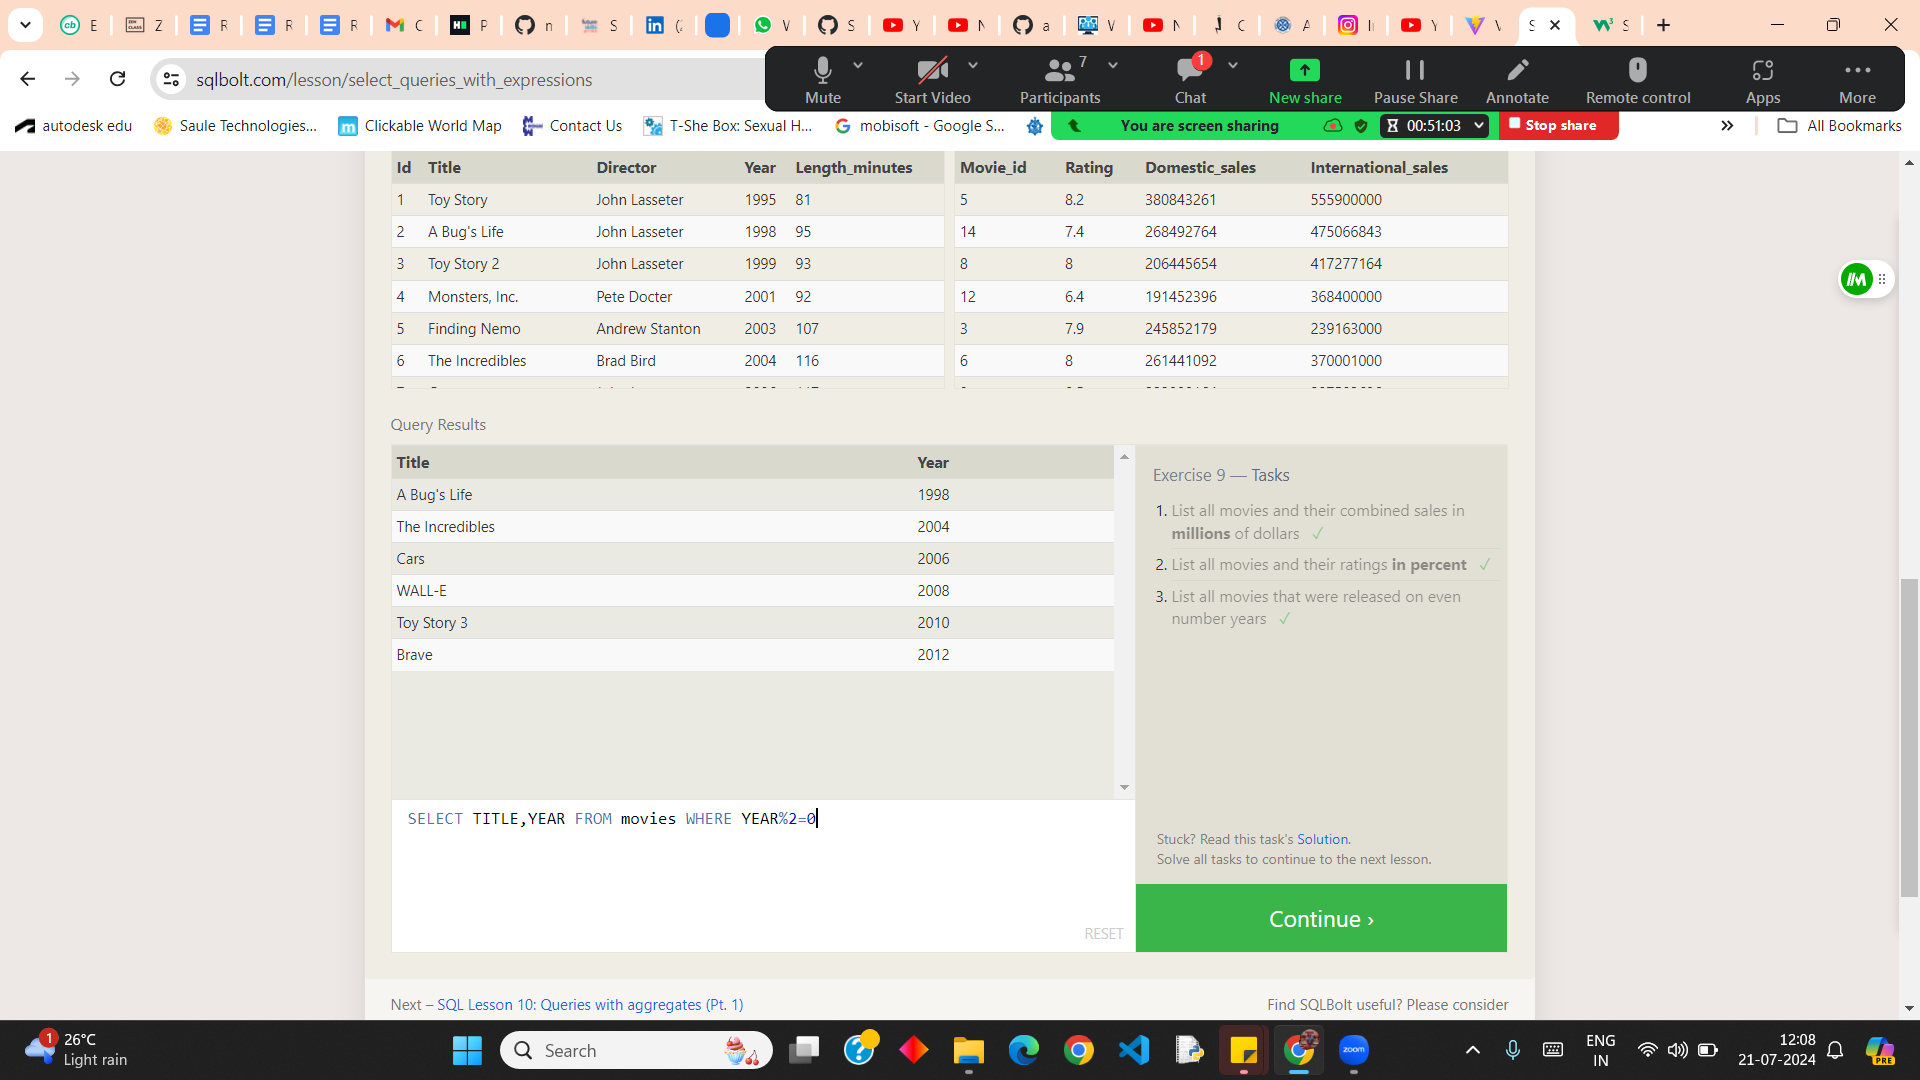 E
Z
R
R
R
C
P
n
S
(
W
S
Y
N
a
V
N
C
A
I
Y
V
S
S
sqlbolt.com/lesson/select_queries_with_expressions
Mute
Start Video
7
Participants
1
Chat
New share
Pause Share
Annotate
Remote control
Apps
More
autodesk edu
Saule Technologies...
Clickable World Map
Contact Us
T-She Box: Sexual H...
mobisoft - Google S...
You are screen sharing
00:51:03
Stop share
All Bookmarks
Id Title Director Year Length_minutes
1 Toy Story John Lasseter 1995 81
2 A Bug's Life John Lasseter 1998 95
3 Toy Story 2 John Lasseter 1999 93
4 Monsters, Inc. Pete Docter 2001 92
5 Finding Nemo Andrew Stanton 2003 107
6 The Incredibles Brad Bird 2004 116
Movie_id Rating Domestic_sales International_sales
5 8.2 380843261 555900000
14 7.4 268492764 475066843
8 8 206445654 417277164
12 6.4 191452396 368400000
3 7.9 245852179 239163000
6 8 261441092 370001000
Query Results
Title Year
A Bug's Life 1998
The Incredibles 2004
Cars 2006
WALL-E 2008
Toy Story 3 2010
Brave 2012
Exercise 9 — Tasks
1. List all movies and their combined sales in
millions of dollars ✓
2. List all movies and their ratings in percent ✓
3. List all movies that were released on even
number years ✓
SELECT TITLE,YEAR FROM movies WHERE YEAR%2=0
RESET
Stuck? Read this task's Solution.
Solve all tasks to continue to the next lesson.
Continue ›
Next – SQL Lesson 10: Queries with aggregates (Pt. 1)
Find SQLBolt useful? Please consider
1
26°C
Light rain
Search
zoom
ENG
IN
12:08
21-07-2024
PRE